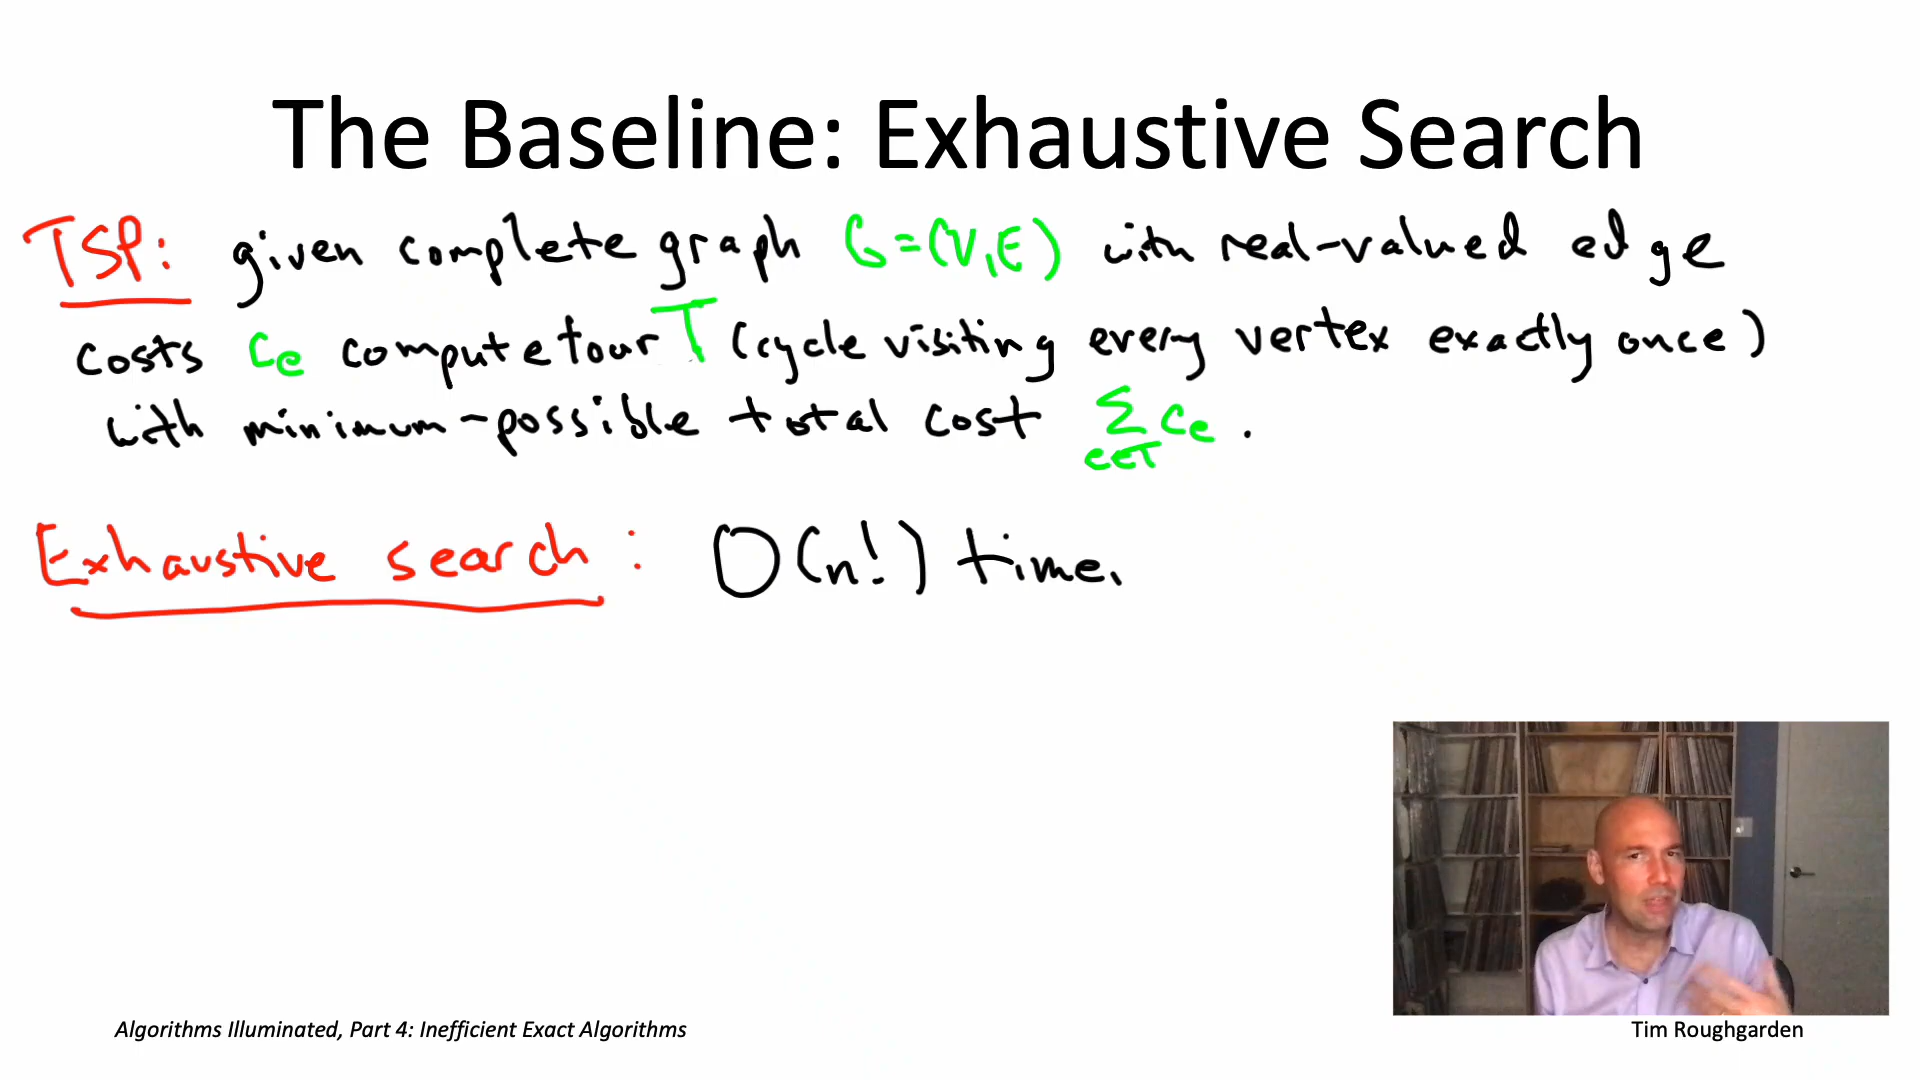 The Baseline: Exhaustive Search
TSP: given complete graph G=(V,E) with real-valued edge
costs ce compute tour T (cycle visiting every vertex exactly once)
with minimum-possible total cost ∑ ce .
e∈T
Exhaustive search: O(n!) time.
Algorithms Illuminated, Part 4: Inefficient Exact Algorithms
Tim Roughgarden